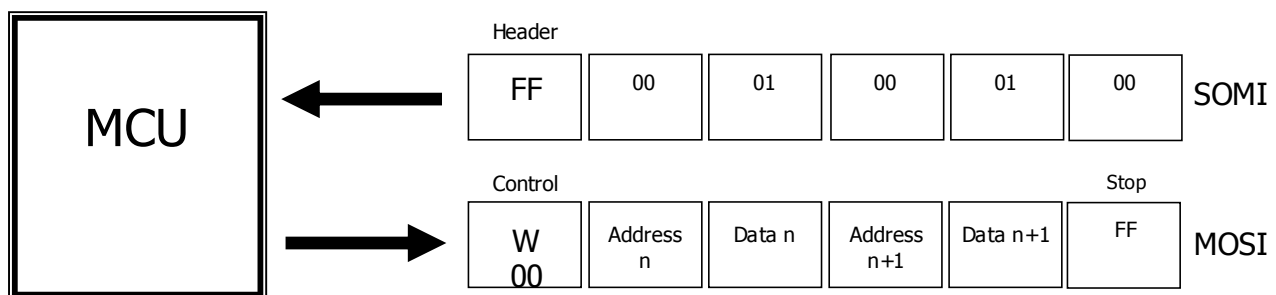 Header
MCU
FF 00 01 00 01 00 SOMI
Control Stop
W
00
Address
n
Data n
Address
n+1
Data n+1
FF
MOSI